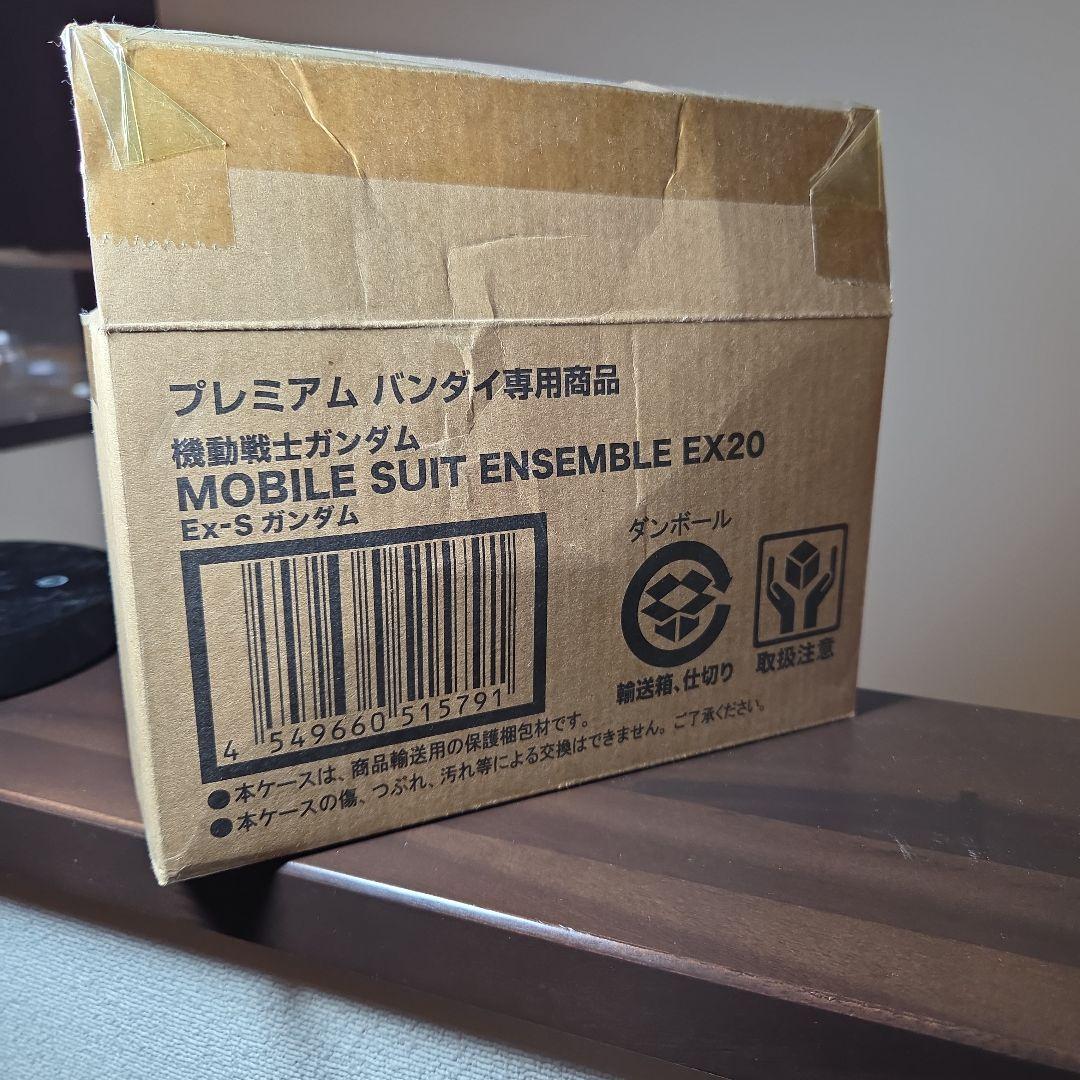 プレミアム バンダイ専用商品
機動戦士ガンダム
MOBILE SUIT ENSEMBLE EX20
Ex-S ガンダム
ダンボール
輸送箱、仕切り
取扱注意
4 549660 515791
●本ケースは、商品輸送用の保護梱包材です。
●本ケースの傷、つぶれ、汚れ等による交換はできません。ご了承ください。